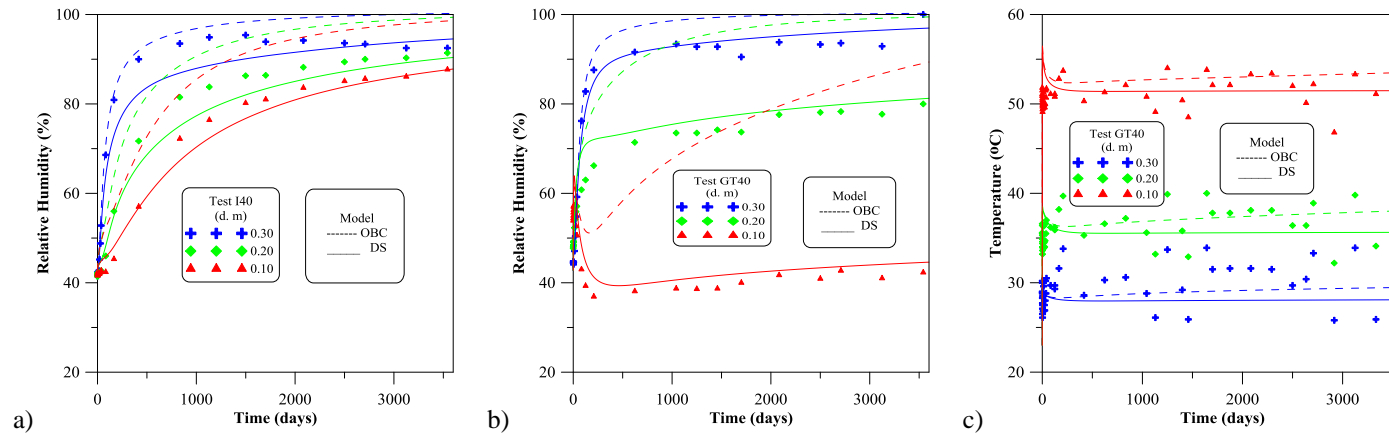 100
80
60
40
20
Relative Humidity (%)
0 1000 2000 3000
Time (days)
Test I40
(d. m)
0.30
0.20
0.10
Model
OBC
DS
a)
100
80
60
40
20
Relative Humidity (%)
0 1000 2000 3000
Time (days)
Test GT40
(d. m)
0.30
0.20
0.10
Model
OBC
DS
b)
60
50
40
30
20
Temperature (oC)
0 1000 2000 3000
Time (days)
Test GT40
(d. m)
0.30
0.20
0.10
Model
OBC
DS
c)